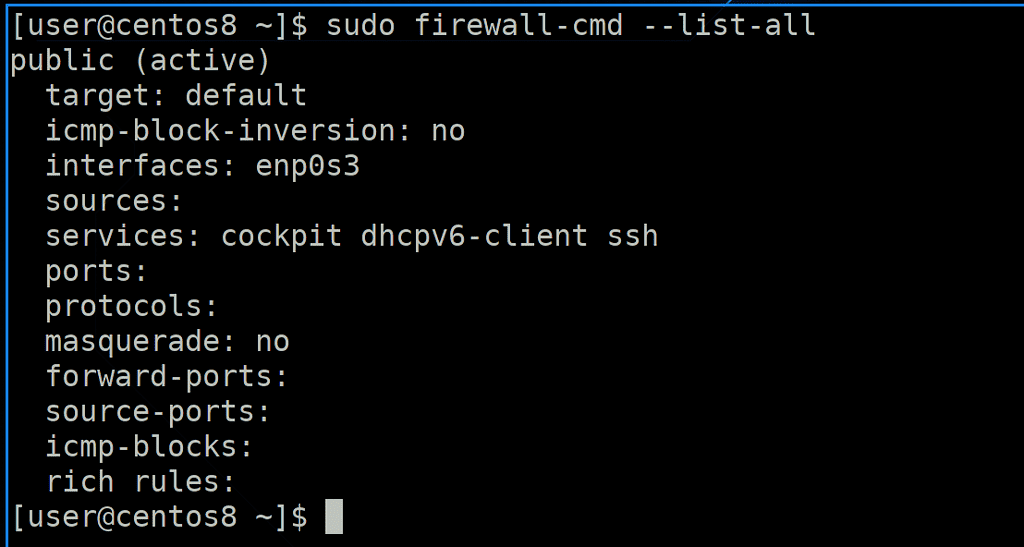 [user@centos8 ~]$ sudo firewall-cmd --list-all
public (active)
  target: default
  icmp-block-inversion: no
  interfaces: enp0s3
  sources:
  services: cockpit dhcpv6-client ssh
  ports:
  protocols:
  masquerade: no
  forward-ports:
  source-ports:
  icmp-blocks:
  rich rules:
[user@centos8 ~]$